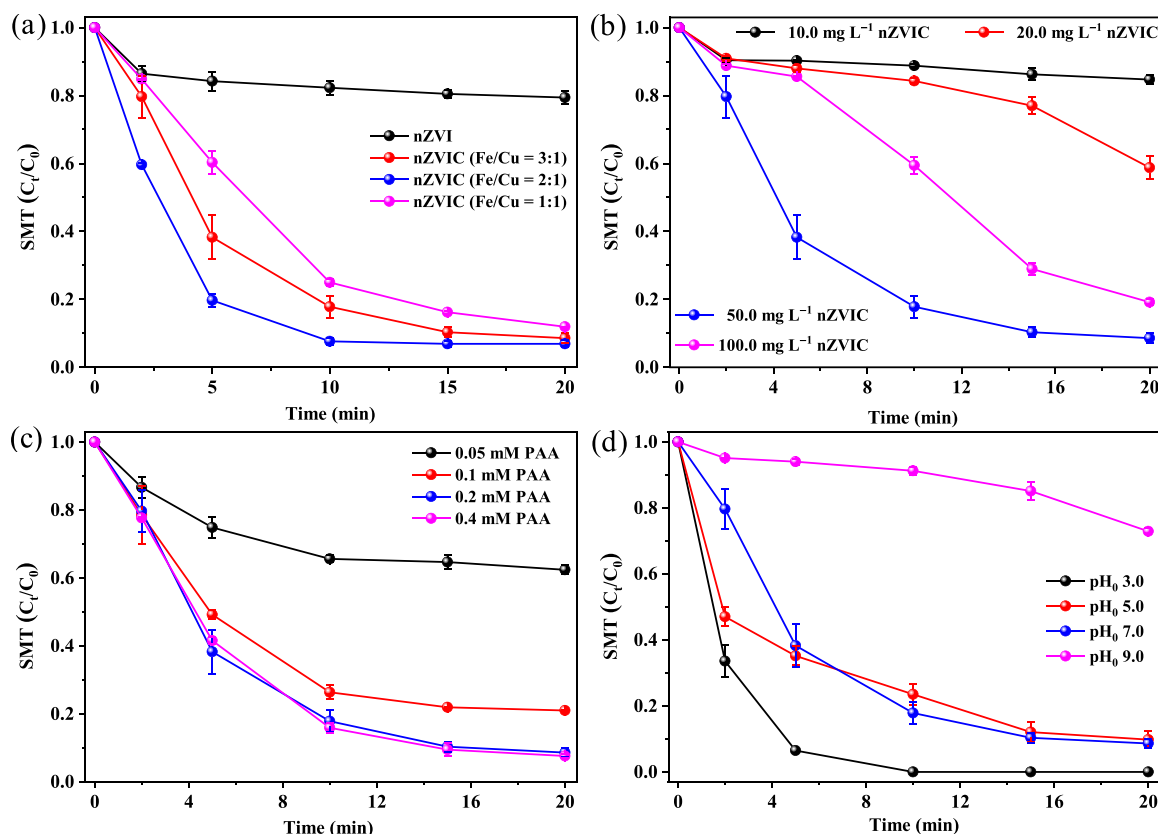 (a)
1.0
0.8
0.6
0.4
0.2
0.0
SMT (Cₜ/C₀)
nZVI
nZVIC (Fe/Cu = 3:1)
nZVIC (Fe/Cu = 2:1)
nZVIC (Fe/Cu = 1:1)
0 5 10 15 20
Time (min)
(b)
1.0
0.8
0.6
0.4
0.2
0.0
SMT (Cₜ/C₀)
10.0 mg L⁻¹ nZVIC 20.0 mg L⁻¹ nZVIC
50.0 mg L⁻¹ nZVIC
100.0 mg L⁻¹ nZVIC
0 4 8 12 16 20
Time (min)
(c)
1.0
0.8
0.6
0.4
0.2
0.0
SMT (Cₜ/C₀)
0.05 mM PAA
0.1 mM PAA
0.2 mM PAA
0.4 mM PAA
0 4 8 12 16 20
Time (min)
(d)
1.0
0.8
0.6
0.4
0.2
0.0
SMT (Cₜ/C₀)
pH₀ 3.0
pH₀ 5.0
pH₀ 7.0
pH₀ 9.0
0 4 8 12 16 20
Time (min)